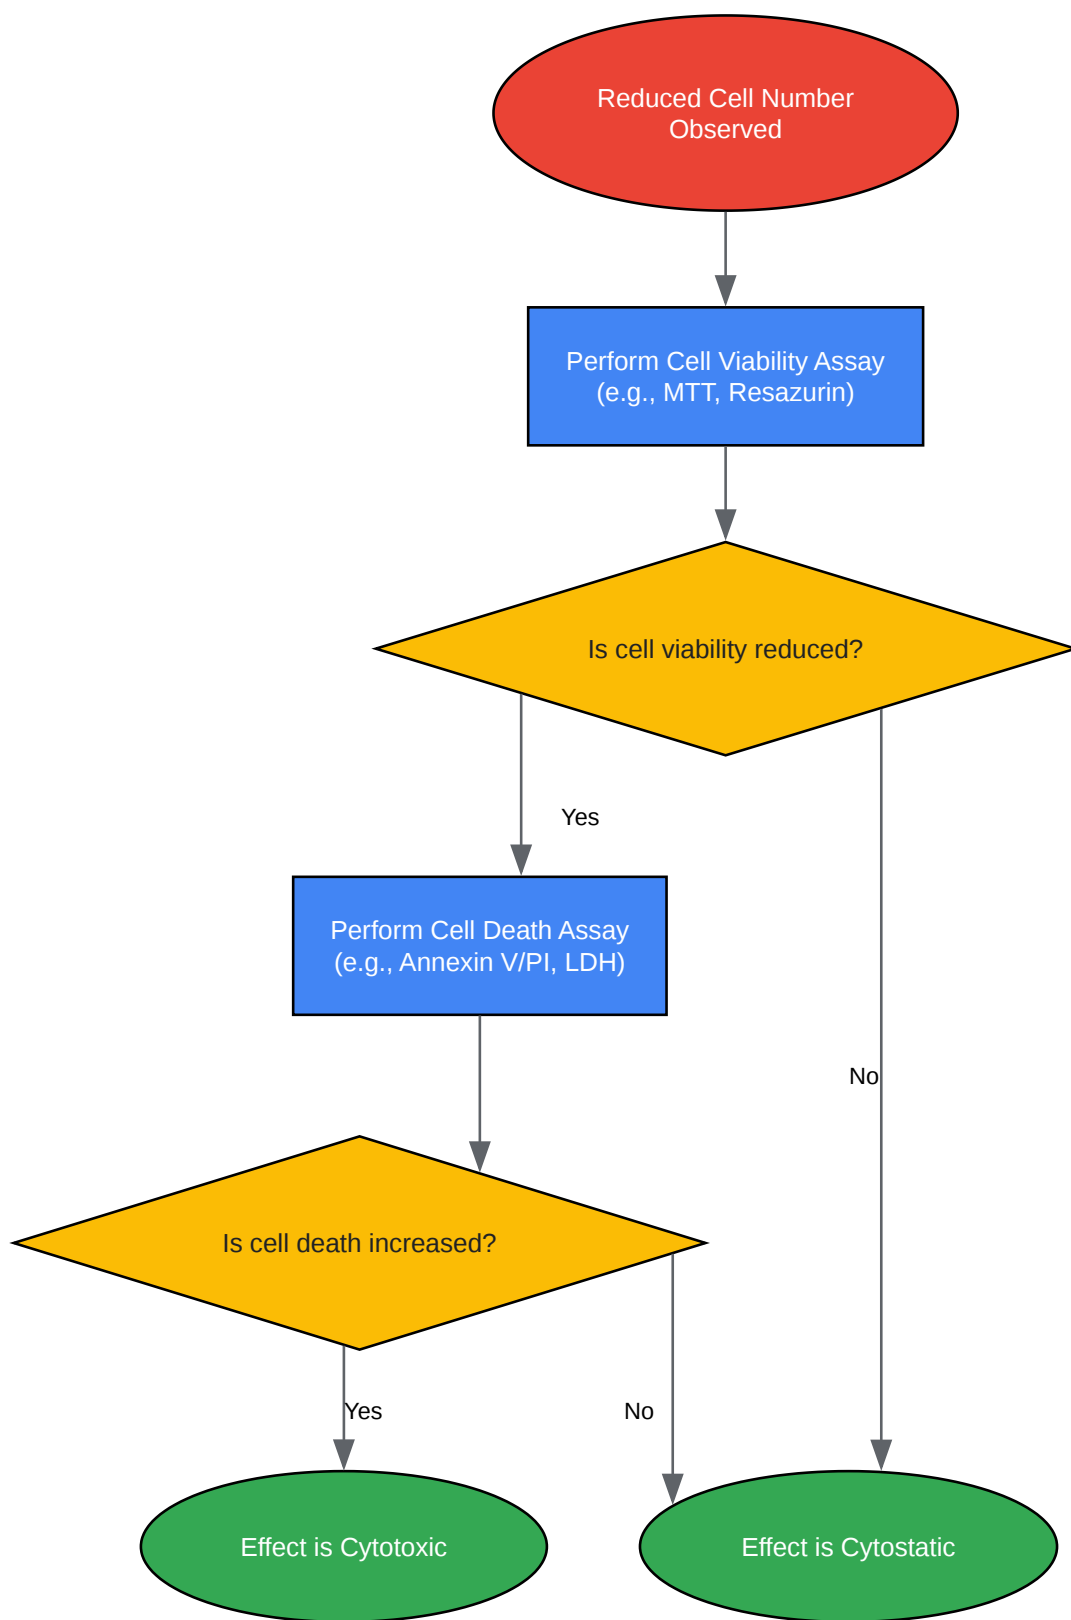 Reduced Cell Number
Observed
Perform Cell Viability Assay
(e.g., MTT, Resazurin)
Is cell viability reduced?
Yes
Perform Cell Death Assay
(e.g., Annexin V/PI, LDH)
No
Is cell death increased?
Yes
No
Effect is Cytotoxic
Effect is Cytostatic